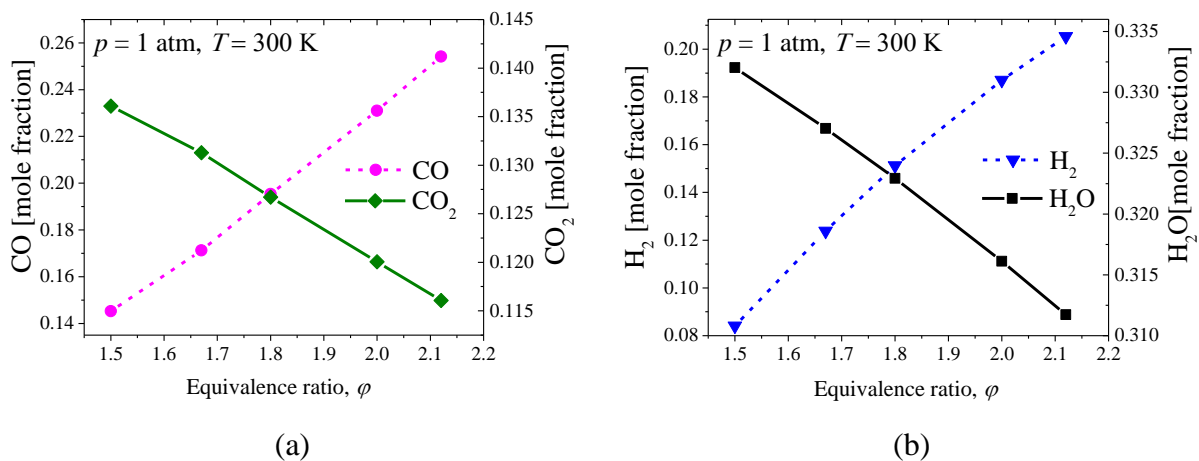 p = 1 atm, T = 300 K
CO
CO2
CO [mole fraction]
0.26
0.24
0.22
0.20
0.18
0.16
0.14
CO2 [mole fraction]
0.145
0.140
0.135
0.130
0.125
0.120
0.115
1.5 1.6 1.7 1.8 1.9 2.0 2.1 2.2
Equivalence ratio, φ
(a)
p = 1 atm, T = 300 K
H2
H2O
H2 [mole fraction]
0.20
0.18
0.16
0.14
0.12
0.10
0.08
H2O[mole fraction]
0.335
0.330
0.324
0.320
0.315
0.310
1.5 1.6 1.7 1.8 1.9 2.0 2.1 2.2
Equivalence ratio, φ
(b)